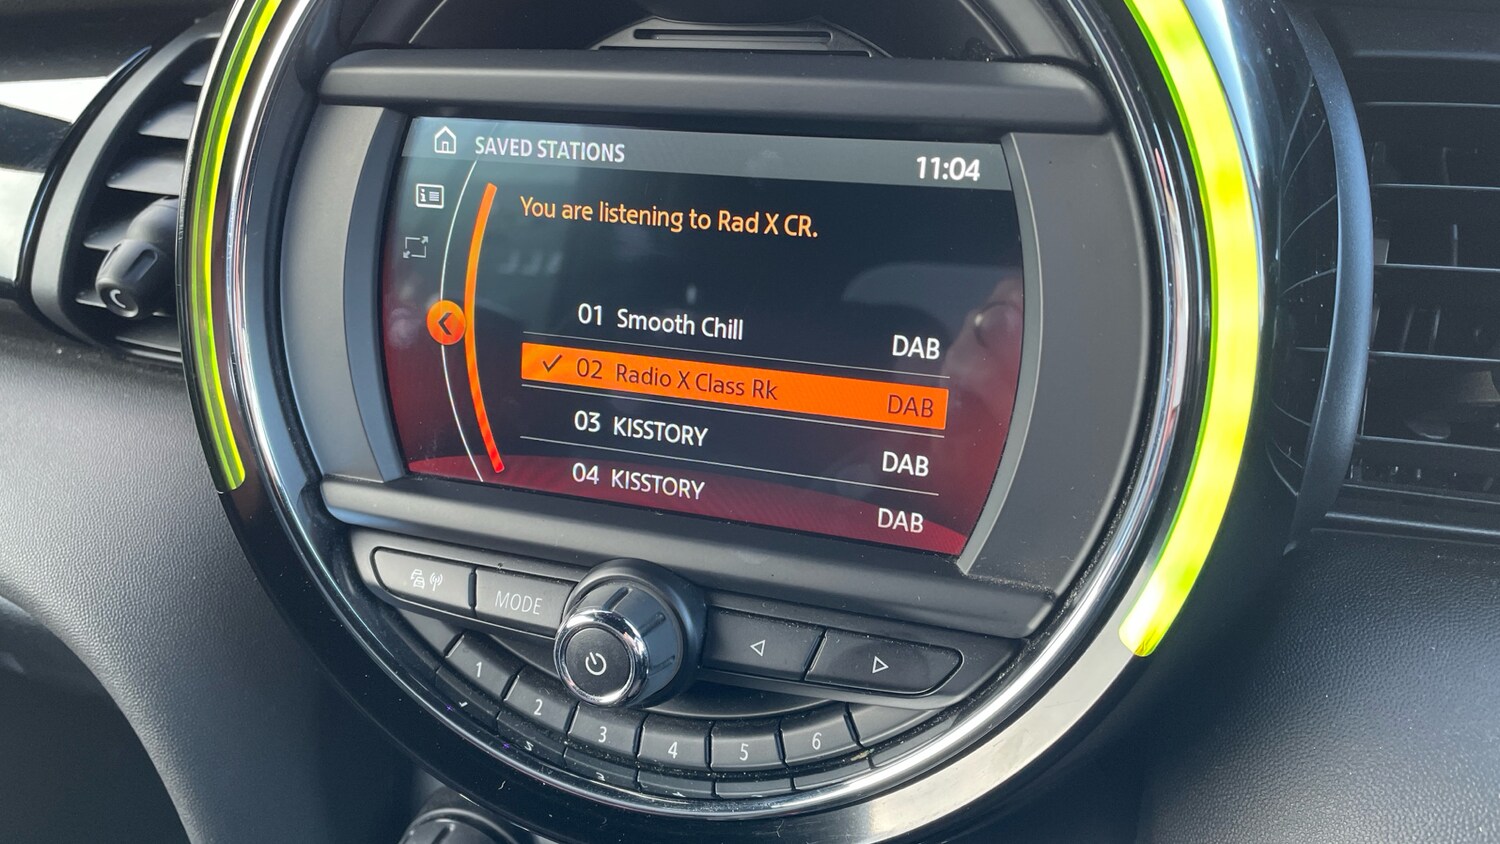 SAVED STATIONS
11:04
You are listening to Rad X CR.
01 Smooth Chill DAB
✓ 02 Radio X Class Rk DAB
03 KISSTORY DAB
04 KISSTORY DAB
MODE
1
2
3
4
5
6